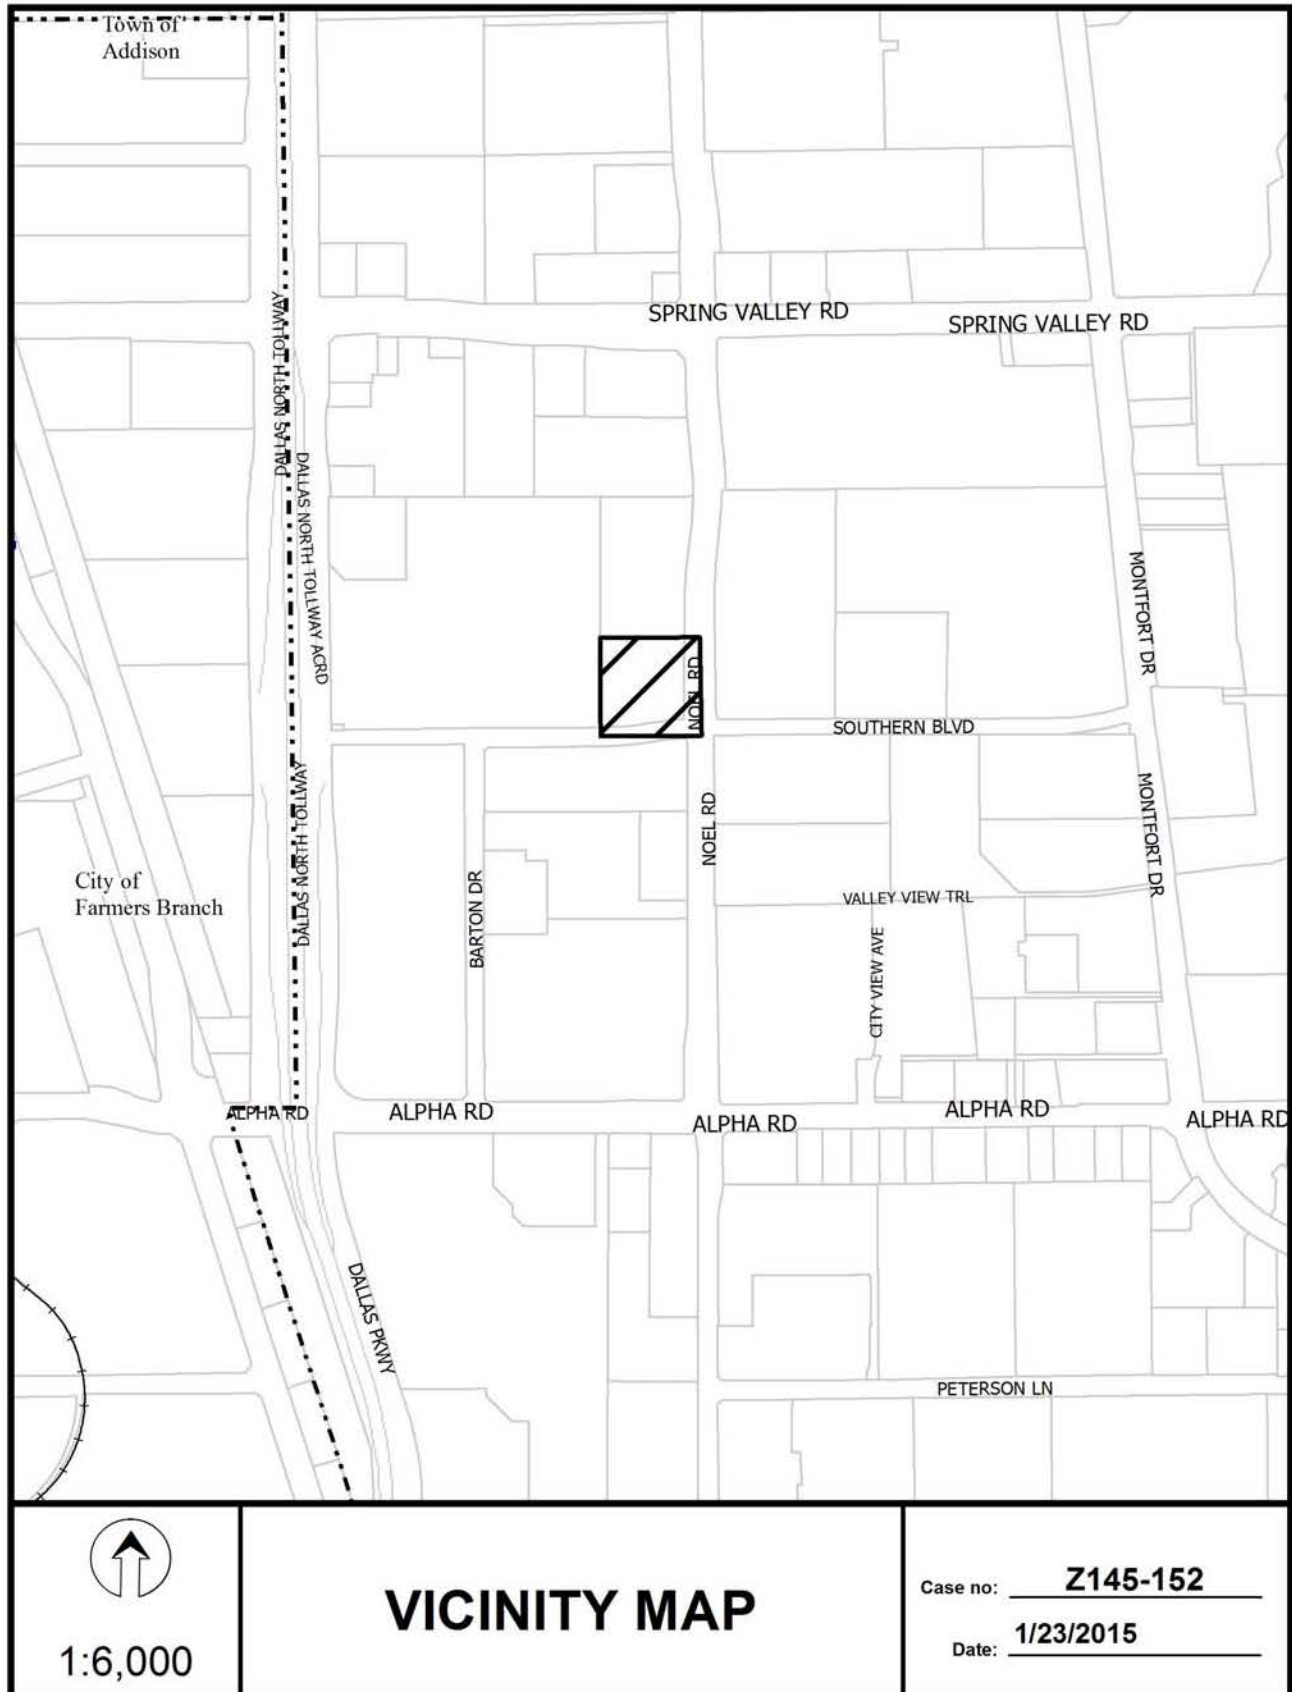 Town of
Addison
SPRING VALLEY RD
SPRING VALLEY RD
DALLAS NORTH TOLLWAY
DALLAS NORTH TOLLWAY ACRD
MONTFORT DR
NOEL RD
SOUTHERN BLVD
DALLAS NORTH TOLLWAY
NOEL RD
MONTFORT DR
City of
Farmers Branch
BARTON DR
VALLEY VIEW TRL
CITY VIEW AVE
ALPHA RD
ALPHA RD
ALPHA RD
ALPHA RD
ALPHA RD
DALLAS PKWY
PETERSON LN
1:6,000
VICINITY MAP
Case no: Z145-152
Date: 1/23/2015